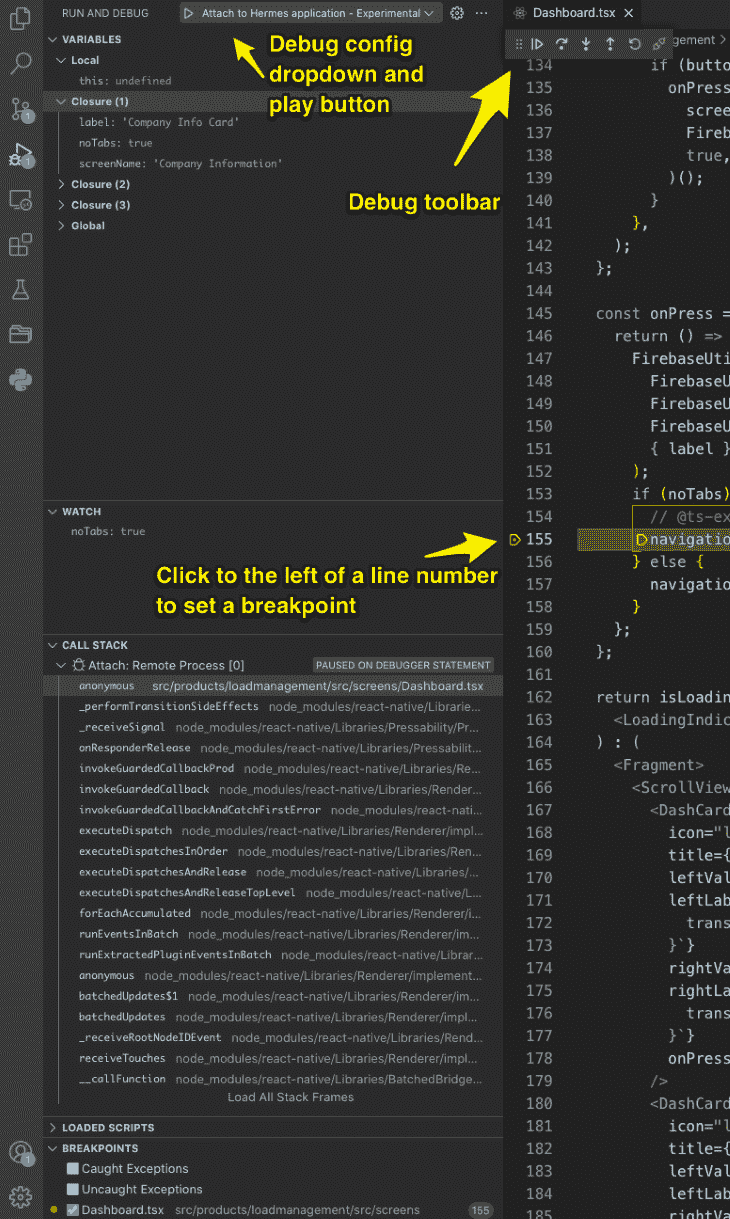 RUN AND DEBUG
Attach to Hermes application - Experimental
Dashboard.tsx
VARIABLES
Local
this: undefined
Closure (1)
label: 'Company Info Card'
noTabs: true
screenName: 'Company Information'
Closure (2)
Closure (3)
Global
Debug config
dropdown and
play button
Debug toolbar
WATCH
noTabs: true
Click to the left of a line number
to set a breakpoint
CALL STACK
Attach: Remote Process [0] PAUSED ON DEBUGGER STATEMENT
anonymous src/products/loadmanagement/src/screens/Dashboard.tsx
_performTransitionSideEffects node_modules/react-native/Librarie...
_receiveSignal node_modules/react-native/Libraries/Pressability/Pr...
onResponderRelease node_modules/react-native/Libraries/Pressabilit...
invokeGuardedCallbackProd node_modules/react-native/Libraries/Re...
invokeGuardedCallback node_modules/react-native/Libraries/Render...
invokeGuardedCallbackAndCatchFirstError node_modules/react-nati...
executeDispatch node_modules/react-native/Libraries/Renderer/impl...
executeDispatchesInOrder node_modules/react-native/Libraries/Ren...
executeDispatchesAndRelease node_modules/react-native/Libraries/...
executeDispatchesAndReleaseTopLevel node_modules/react-native/L...
forEachAccumulated node_modules/react-native/Libraries/Renderer/i...
runEventsInBatch node_modules/react-native/Libraries/Renderer/im...
runExtractedPluginEventsInBatch node_modules/react-native/Librar...
anonymous node_modules/react-native/Libraries/Renderer/implement...
batchedUpdates$1 node_modules/react-native/Libraries/Renderer/im...
batchedUpdates node_modules/react-native/Libraries/Renderer/impl...
_receiveRootNodeIDEvent node_modules/react-native/Libraries/Rend...
receiveTouches node_modules/react-native/Libraries/Renderer/impl...
__callFunction node_modules/react-native/Libraries/BatchedBridge...
Load All Stack Frames
LOADED SCRIPTS
BREAKPOINTS
Caught Exceptions
Uncaught Exceptions
Dashboard.tsx src/products/loadmanagement/src/screens 155
1
1
1
gement >
134 if (butto
135 onPress
136 scree
137 Fireb
138 true,
139 )();
140 }
141 },
142 );
143 };
144
145 const onPress =
146 return () =>
147 FirebaseUti
148 FirebaseU
149 FirebaseU
150 FirebaseU
151 { label }
152 );
153 if (noTabs)
154 // @ts-ex
155 navigatio
156 } else {
157 navigatio
158 }
159 };
160 };
161
162 return isLoadin
163 <LoadingIndic
164 ) : (
165 <Fragment>
166 <ScrollView
167 <DashCard
168 icon="l
169 title={
170 leftVal
171 leftLab
172 trans
173 }`}
174 rightVa
175 rightLa
176 trans
177 }`}
178 onPress
179 />
180 <DashCard
181 icon="l
182 title={
183 leftVal
184 leftLab
185 rightVa